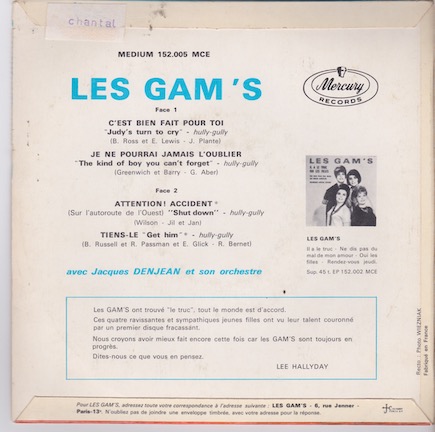 chantal
MEDIUM 152.005 MCE
LES GAM'S
Mercury
RECORDS
Face 1
C'EST BIEN FAIT POUR TOI
"Judy's turn to cry" - hully-gully
(B. Ross et E. Lewis - J. Plante)
JE NE POURRAI JAMAIS L'OUBLIER
"The kind of boy you can't forget" - hully-gully
(Greenwich et Barry - G. Aber)
Face 2
ATTENTION! ACCIDENT*
(Sur l'autoroute de l'Ouest) "Shut down" - hully-gully
(Wilson - Jil et Jan)
TIENS-LE "Get him"* - hully-gully
(B. Russell et R. Passman et E. Glick - R. Bernet)
avec Jacques DENJEAN et son orchestre
LES GAM'S
LES GAM'S
Il a le truc - Ne dis pas du
mal de mon amour - Oui les
filles - Rendez-vous jeudi.
Sup. 45 t. EP 152.002 MCE
Les GAM'S ont trouvé "le truc", tout le monde est d'accord.
Ces quatre ravissantes et sympatiques jeunes filles ont vu leur talent couronné
par un premier disque fracassant.
Nous croyons avoir mieux fait encore cette fois car les GAM'S sont toujours en
progrès.
Dites-nous ce que vous en pensez.
LEE HALLYDAY
Recto - Photo WIEZNIAK
Fabriqué en France
Pour LES GAM'S, adressez toute votre correspondance à l'adresse suivante : LES GAM'S - 6, rue Jenner -
Paris-13e. N'oubliez pas de joindre une enveloppe timbrée, avec votre adresse pour la réponse.